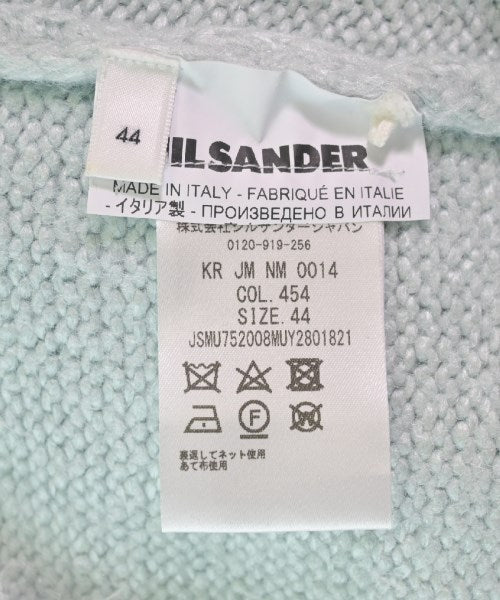 44
ILSANDER
MADE IN ITALY - FABRIQUÉ EN ITALIE
- イタリア製 - ПРОИЗВЕДЕНО В ИТАЛИИ
株式会社ジルサンダージャパン
0120-919-256
KR JM NM 0014
COL. 454
SIZE. 44
JSMU752008MUY2801821
F
W
裏返してネット使用
あて布使用